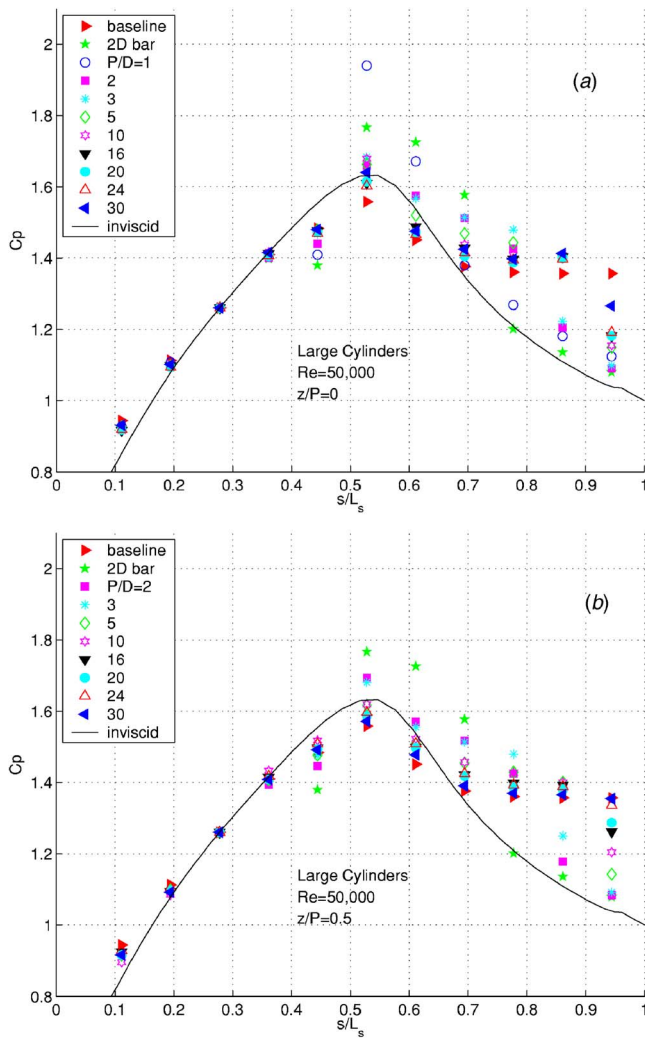 2
1.8
1.6
1.4
1.2
1
0.8
Cp
baseline
2D bar
P/D=1
2
3
5
10
16
20
24
30
inviscid
(a)
Large Cylinders
Re=50,000
z/P=0
0 0.1 0.2 0.3 0.4 0.5 0.6 0.7 0.8 0.9 1
s/Ls
2
1.8
1.6
1.4
1.2
1
0.8
Cp
baseline
2D bar
P/D=2
3
5
10
16
20
24
30
inviscid
(b)
Large Cylinders
Re=50,000
z/P=0.5
0 0.1 0.2 0.3 0.4 0.5 0.6 0.7 0.8 0.9 1
s/Ls